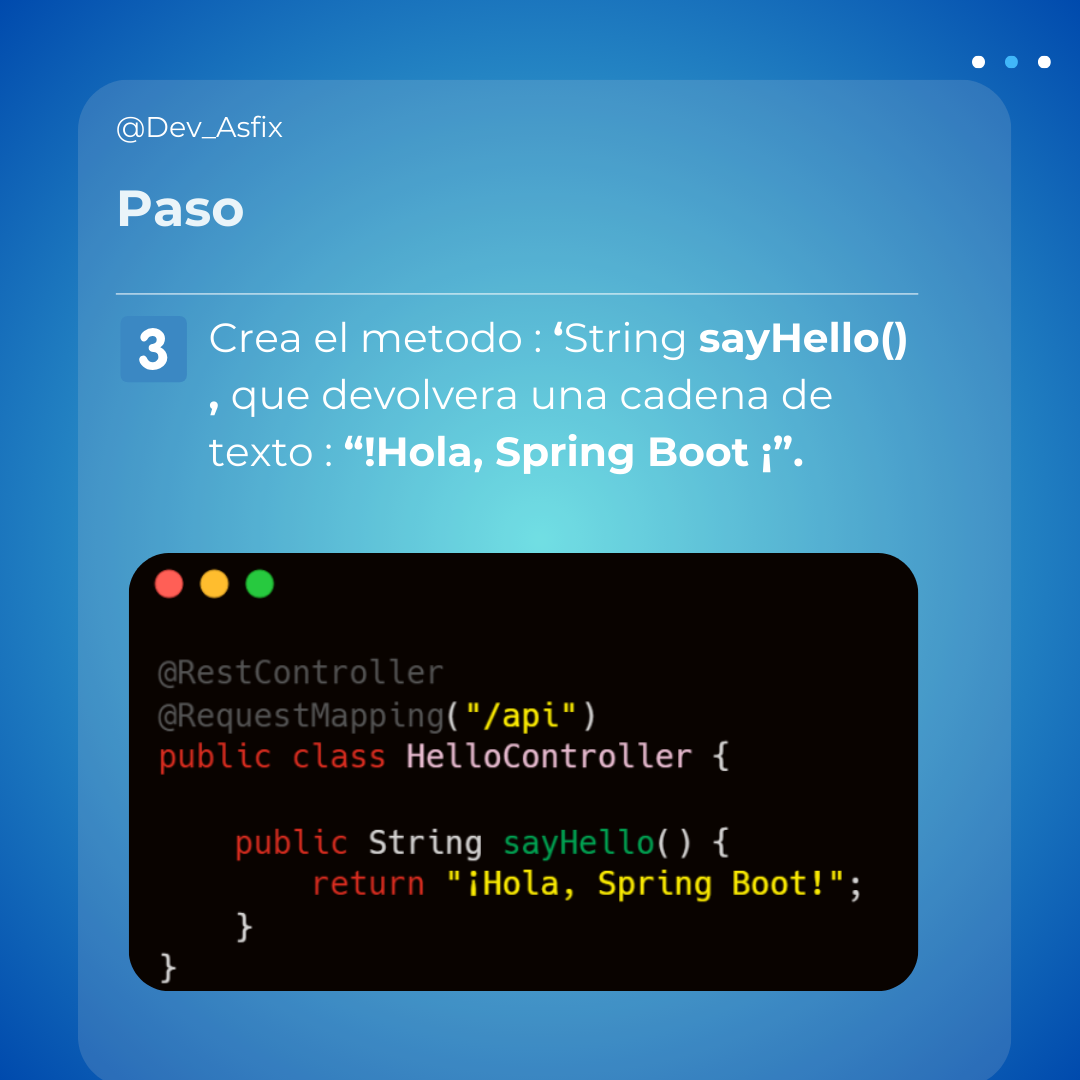 @Dev_Asfix
Paso
3
Crea el metodo : ‘String sayHello()
, que devolvera una cadena de
texto : “!Hola, Spring Boot ¡”.
@RestController
@RequestMapping("/api")
public class HelloController {
    public String sayHello() {
        return "¡Hola, Spring Boot!";
    }
}